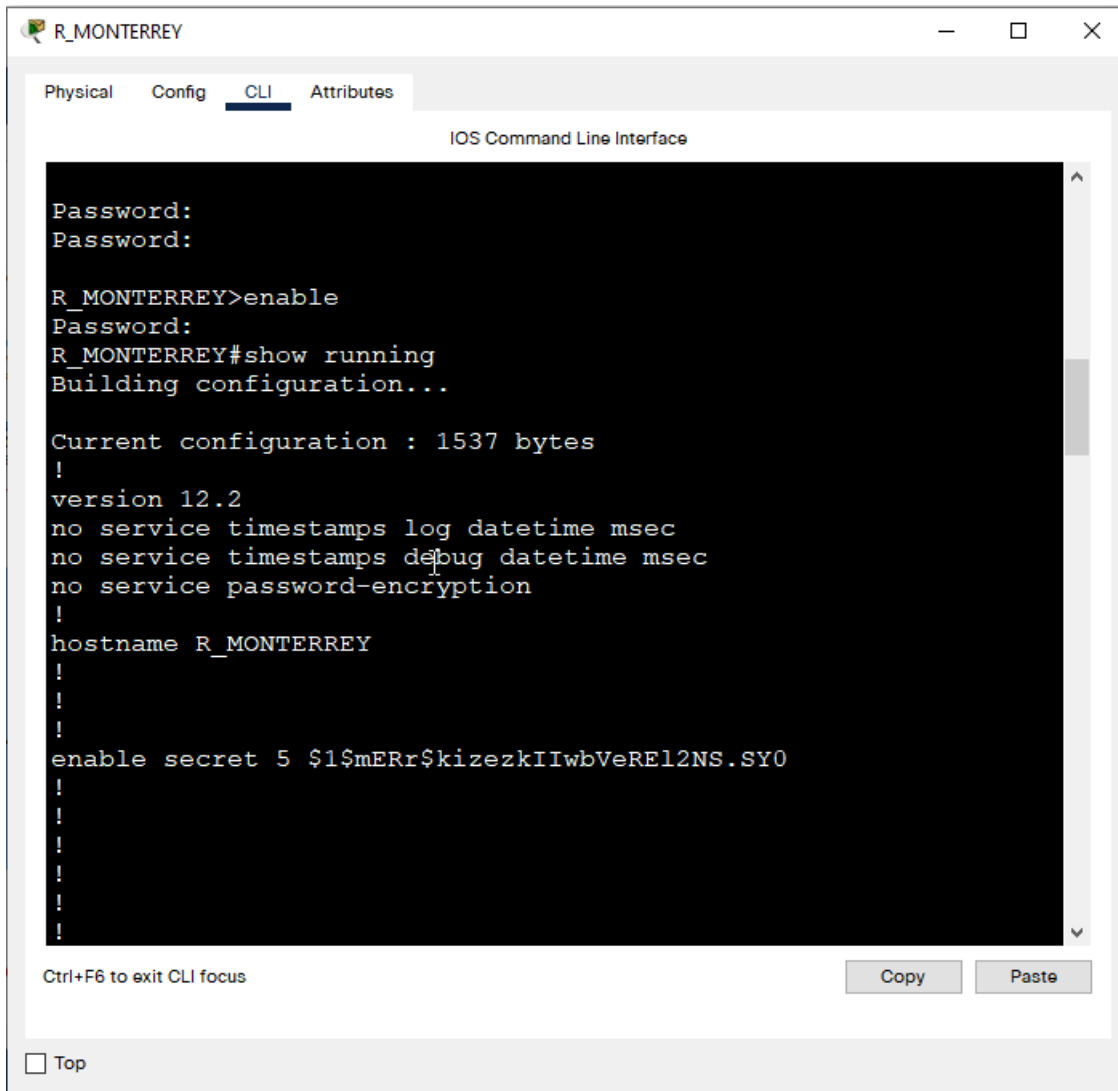 R_MONTERREY
Physical Config CLI Attributes
IOS Command Line Interface
Password:
Password:
R_MONTERREY>enable
Password:
R_MONTERREY#show running
Building configuration...
Current configuration : 1537 bytes
!
version 12.2
no service timestamps log datetime msec
no service timestamps debug datetime msec
no service password-encryption
!
hostname R_MONTERREY
!
!
!
enable secret 5 $1$mERr$kizezkIIwbVeREl2NS.SY0
!
!
!
!
!
!
Ctrl+F6 to exit CLI focus
Copy Paste
Top